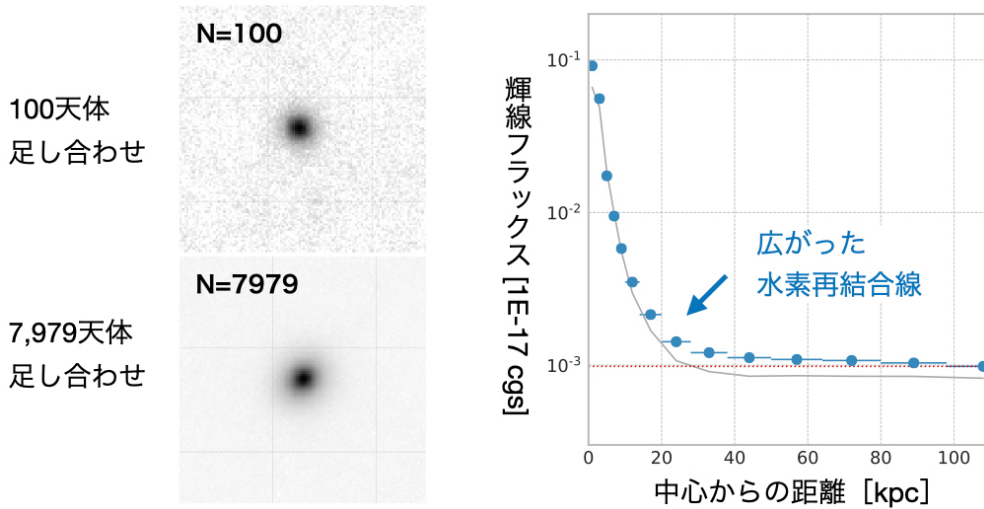 N=100
100天体
足し合わせ
N=7979
7,979天体
足し合わせ
輝線フラックス [1E-17 cgs]
10⁻¹
10⁻²
10⁻³
広がった
水素再結合線
0 20 40 60 80 100
中心からの距離［kpc］